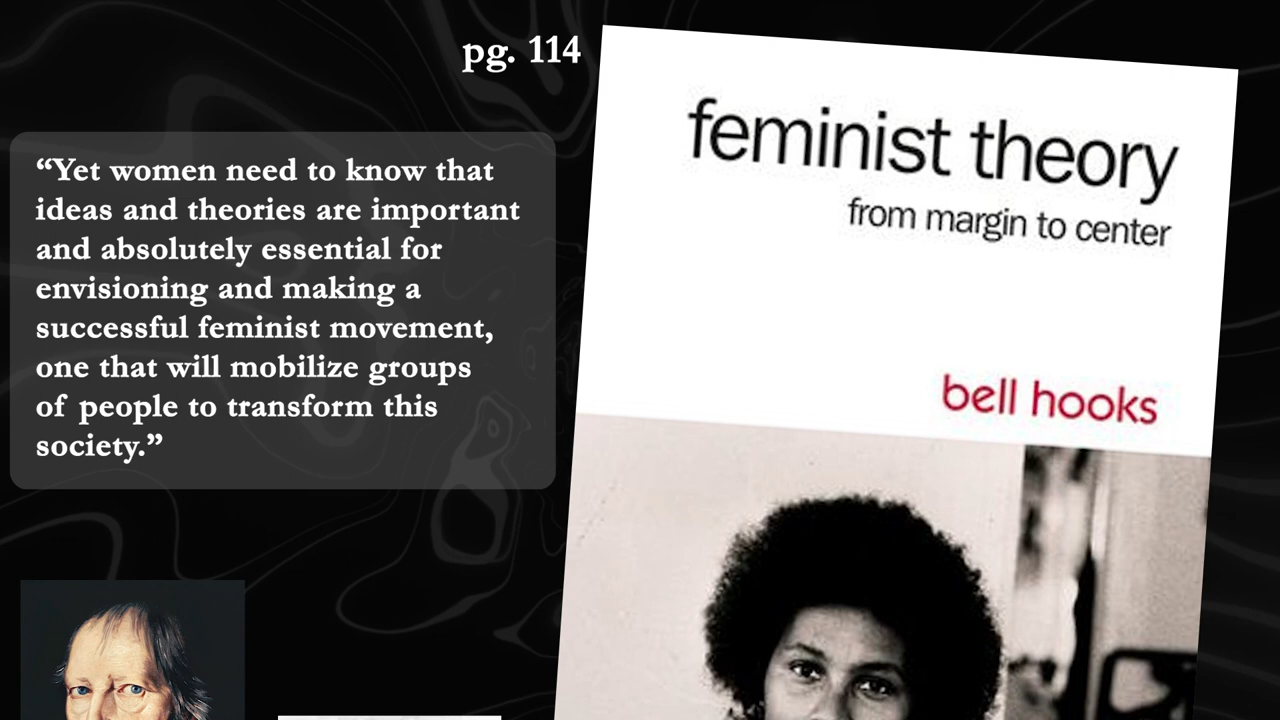 pg. 114
“Yet women need to know that
ideas and theories are important
and absolutely essential for
envisioning and making a
successful feminist movement,
one that will mobilize groups
of people to transform this
society.”
feminist theory
from margin to center
bell hooks